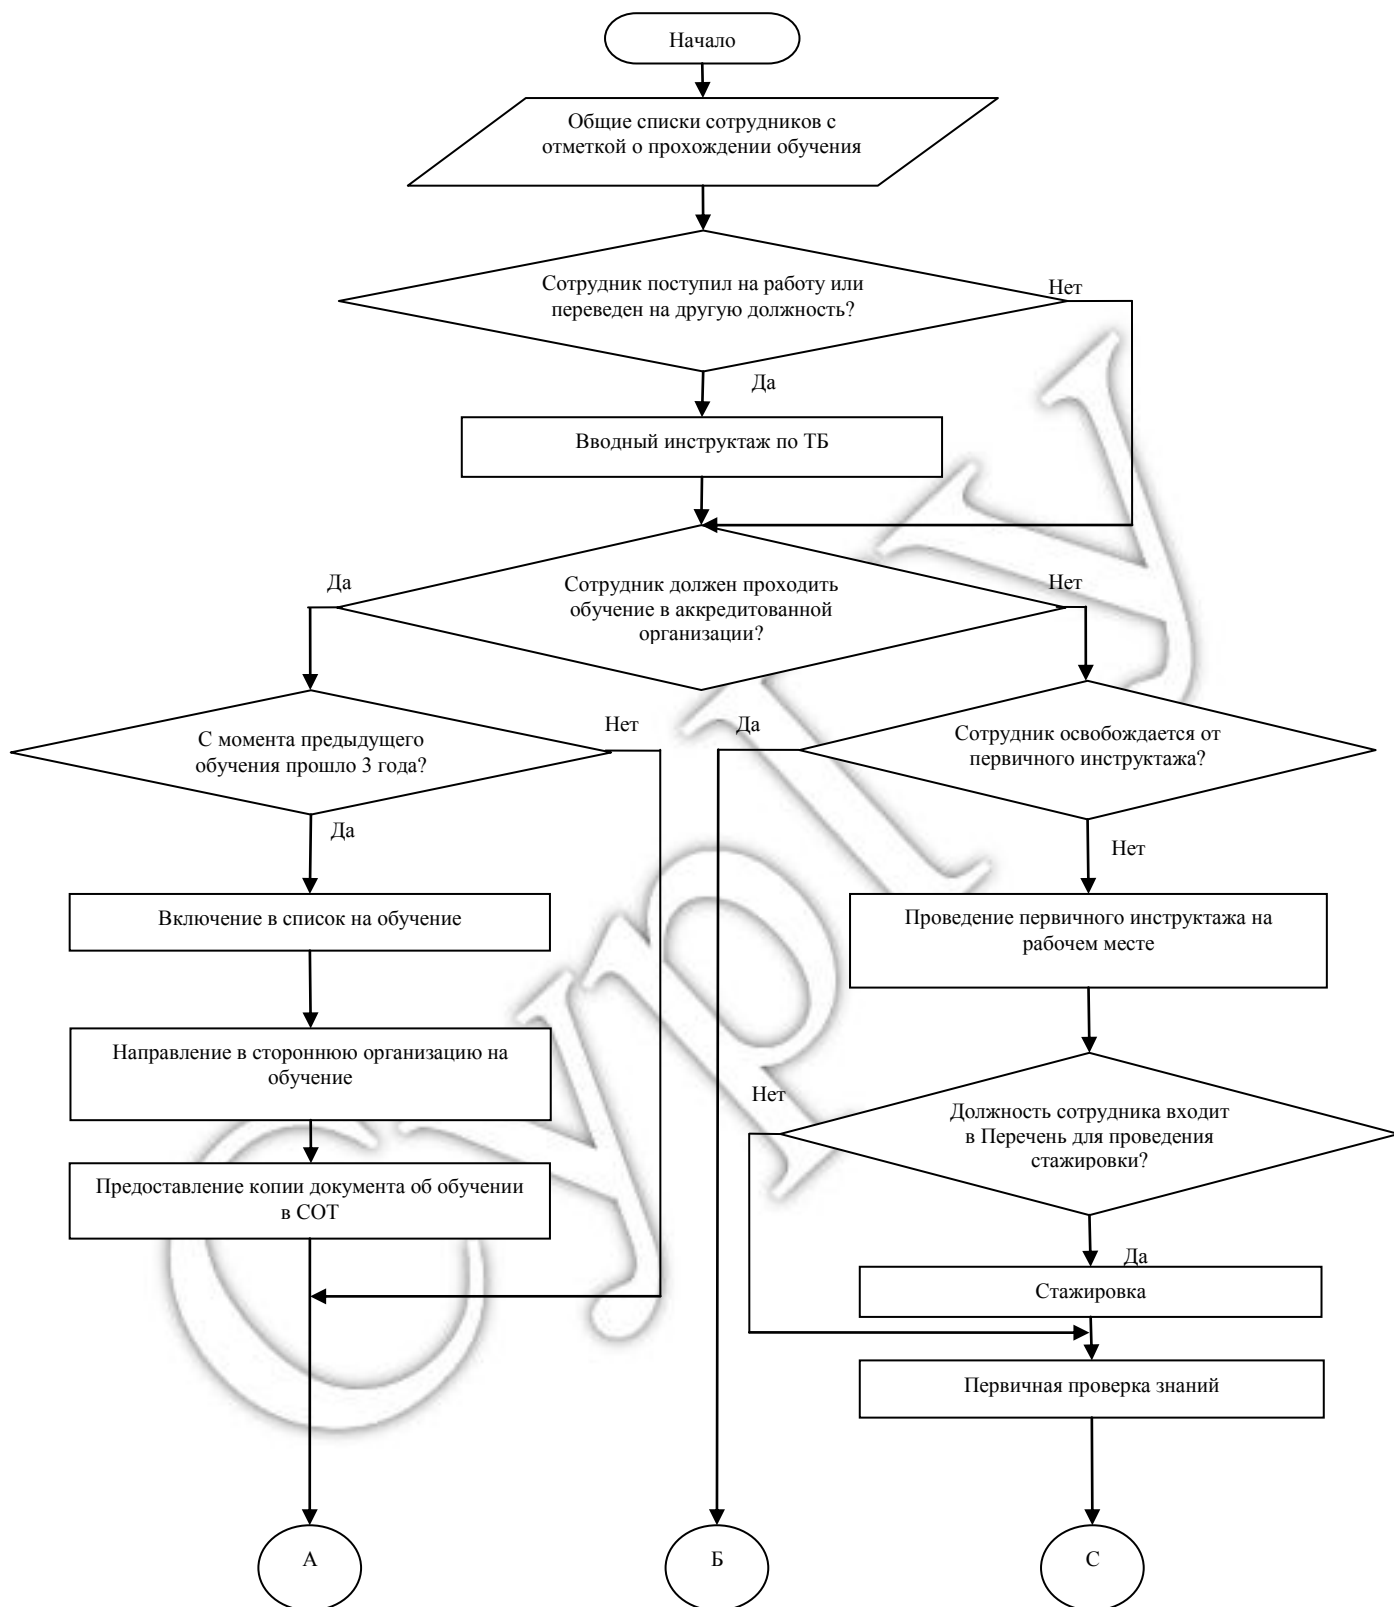 Начало
Общие списки сотрудников с
отметкой о прохождении обучения
Сотрудник поступил на работу или
переведен на другую должность?
Нет
Да
Вводный инструктаж по ТБ
Да
Сотрудник должен проходить
обучение в аккредитованной
организации?
Нет
С момента предыдущего
обучения прошло 3 года?
Нет
Да
Да
Сотрудник освобождается от
первичного инструктажа?
Нет
Включение в список на обучение
Проведение первичного инструктажа на
рабочем месте
Направление в стороннюю организацию на
обучение
Нет
Должность сотрудника входит
в Перечень для проведения
стажировки?
Да
Предоставление копии документа об обучении
в СОТ
Стажировка
Первичная проверка знаний
А
Б
С